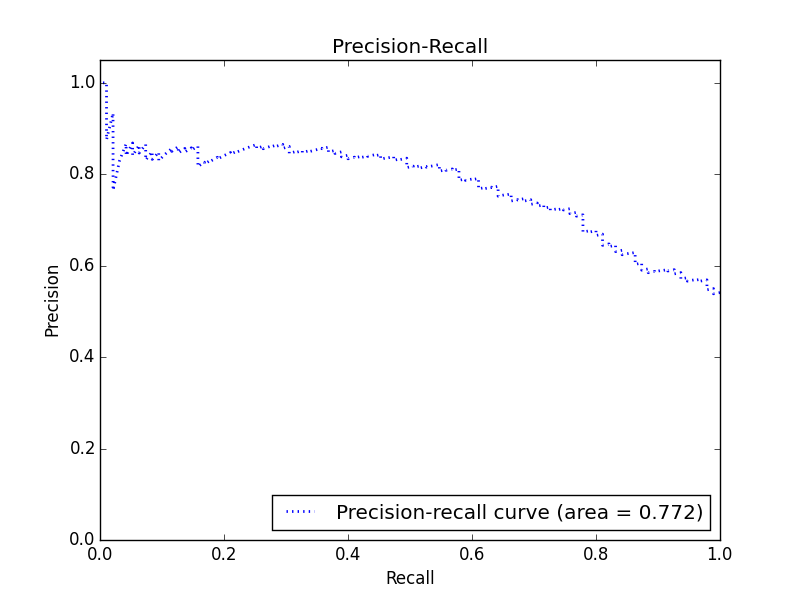 Precision-Recall
1.0
0.8
0.6
0.4
0.2
0.0
Precision
0.0 0.2 0.4 0.6 0.8 1.0
Recall
Precision-recall curve (area = 0.772)